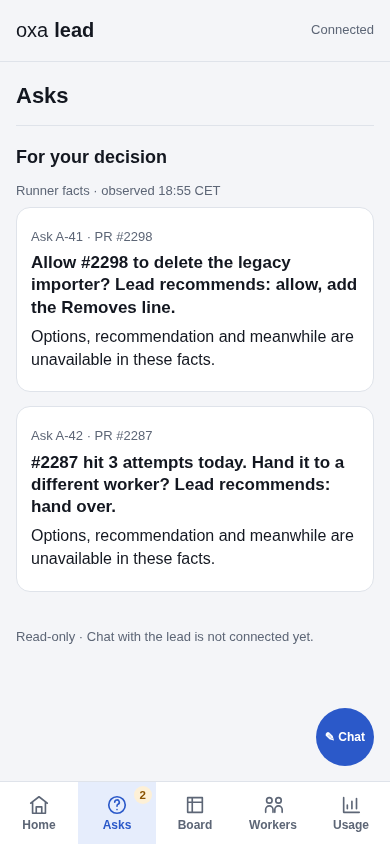 oxa lead
Connected
Asks
For your decision
Runner facts · observed 18:55 CET
Ask A-41 · PR #2298
Allow #2298 to delete the legacy
importer? Lead recommends: allow, add
the Removes line.
Options, recommendation and meanwhile are
unavailable in these facts.
Ask A-42 · PR #2287
#2287 hit 3 attempts today. Hand it to a
different worker? Lead recommends:
hand over.
Options, recommendation and meanwhile are
unavailable in these facts.
Read-only · Chat with the lead is not connected yet.
✎ Chat
2
Home
Asks
Board
Workers
Usage